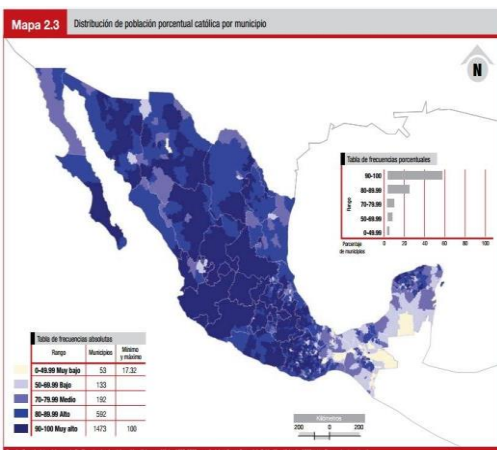 Mapa 2.3 Distribución de población porcentual católica por municipio
N
Tabla de frecuencias porcentuales
Rango
90-100
80-89.99
70-79.99
50-69.99
0-49.99
Porcentaje de municipios
0 20 40 60 80 100
Tabla de frecuencias absolutas
Rango Municipios Mínimo y máximo
0-49.99 Muy bajo 53 17.32
50-69.99 Bajo 133
70-79.99 Medio 192
80-89.99 Alto 592
90-100 Muy alto 1473 100
Kilómetros
200 0 200